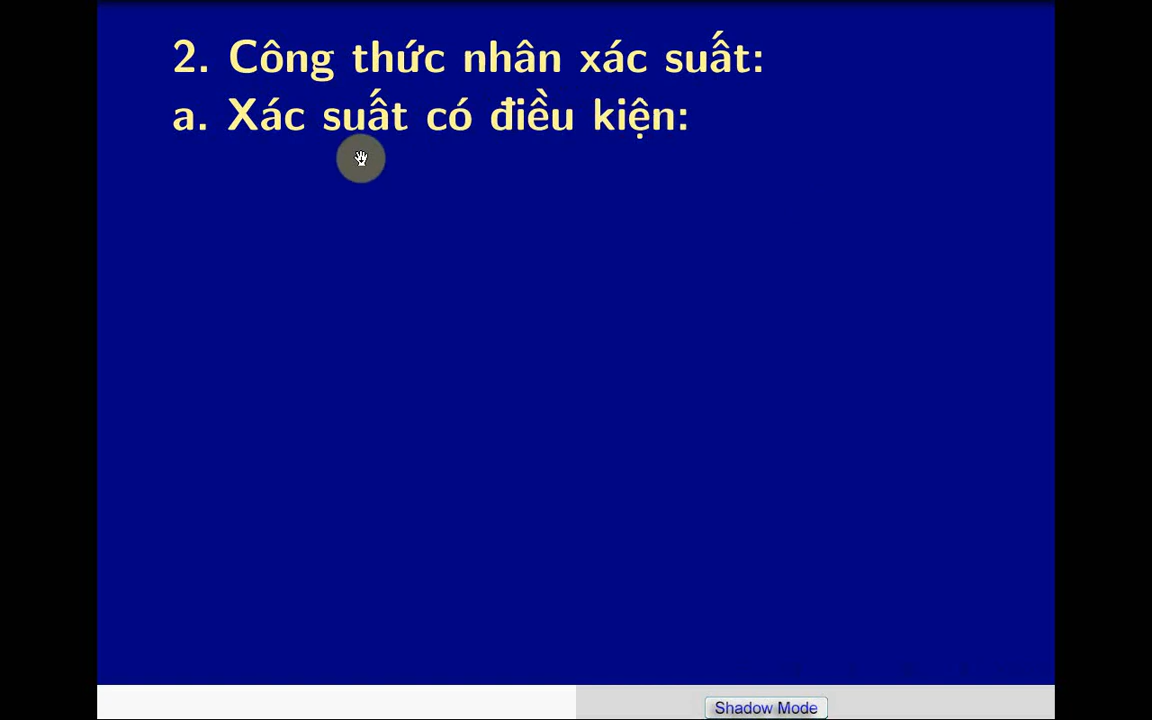 2. Công thức nhân xác suất:
a. Xác suất có điều kiện:
Shadow Mode